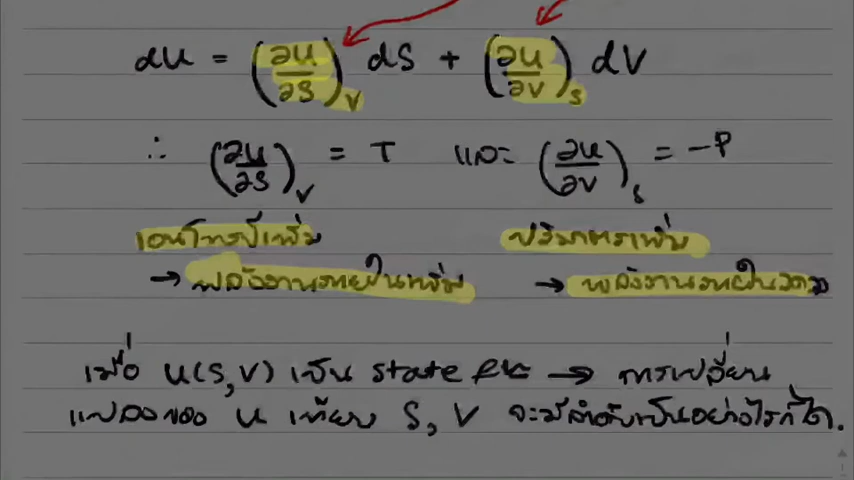 dU = (∂U/∂S)_V dS + (∂U/∂V)_S dV
∴ (∂U/∂S)_V = T และ (∂U/∂V)_S = -P
เอนโทรปีเพิ่ม ปริมาตรเพิ่ม
→ พลังงานภายในเพิ่ม → พลังงานภายในลดลง
เมื่อ U(S,V) เป็น state fn → การเปลี่ยน
แปลงของ U เทียบ S, V จะมีลำดับเป็นอย่างไรก็ได้.